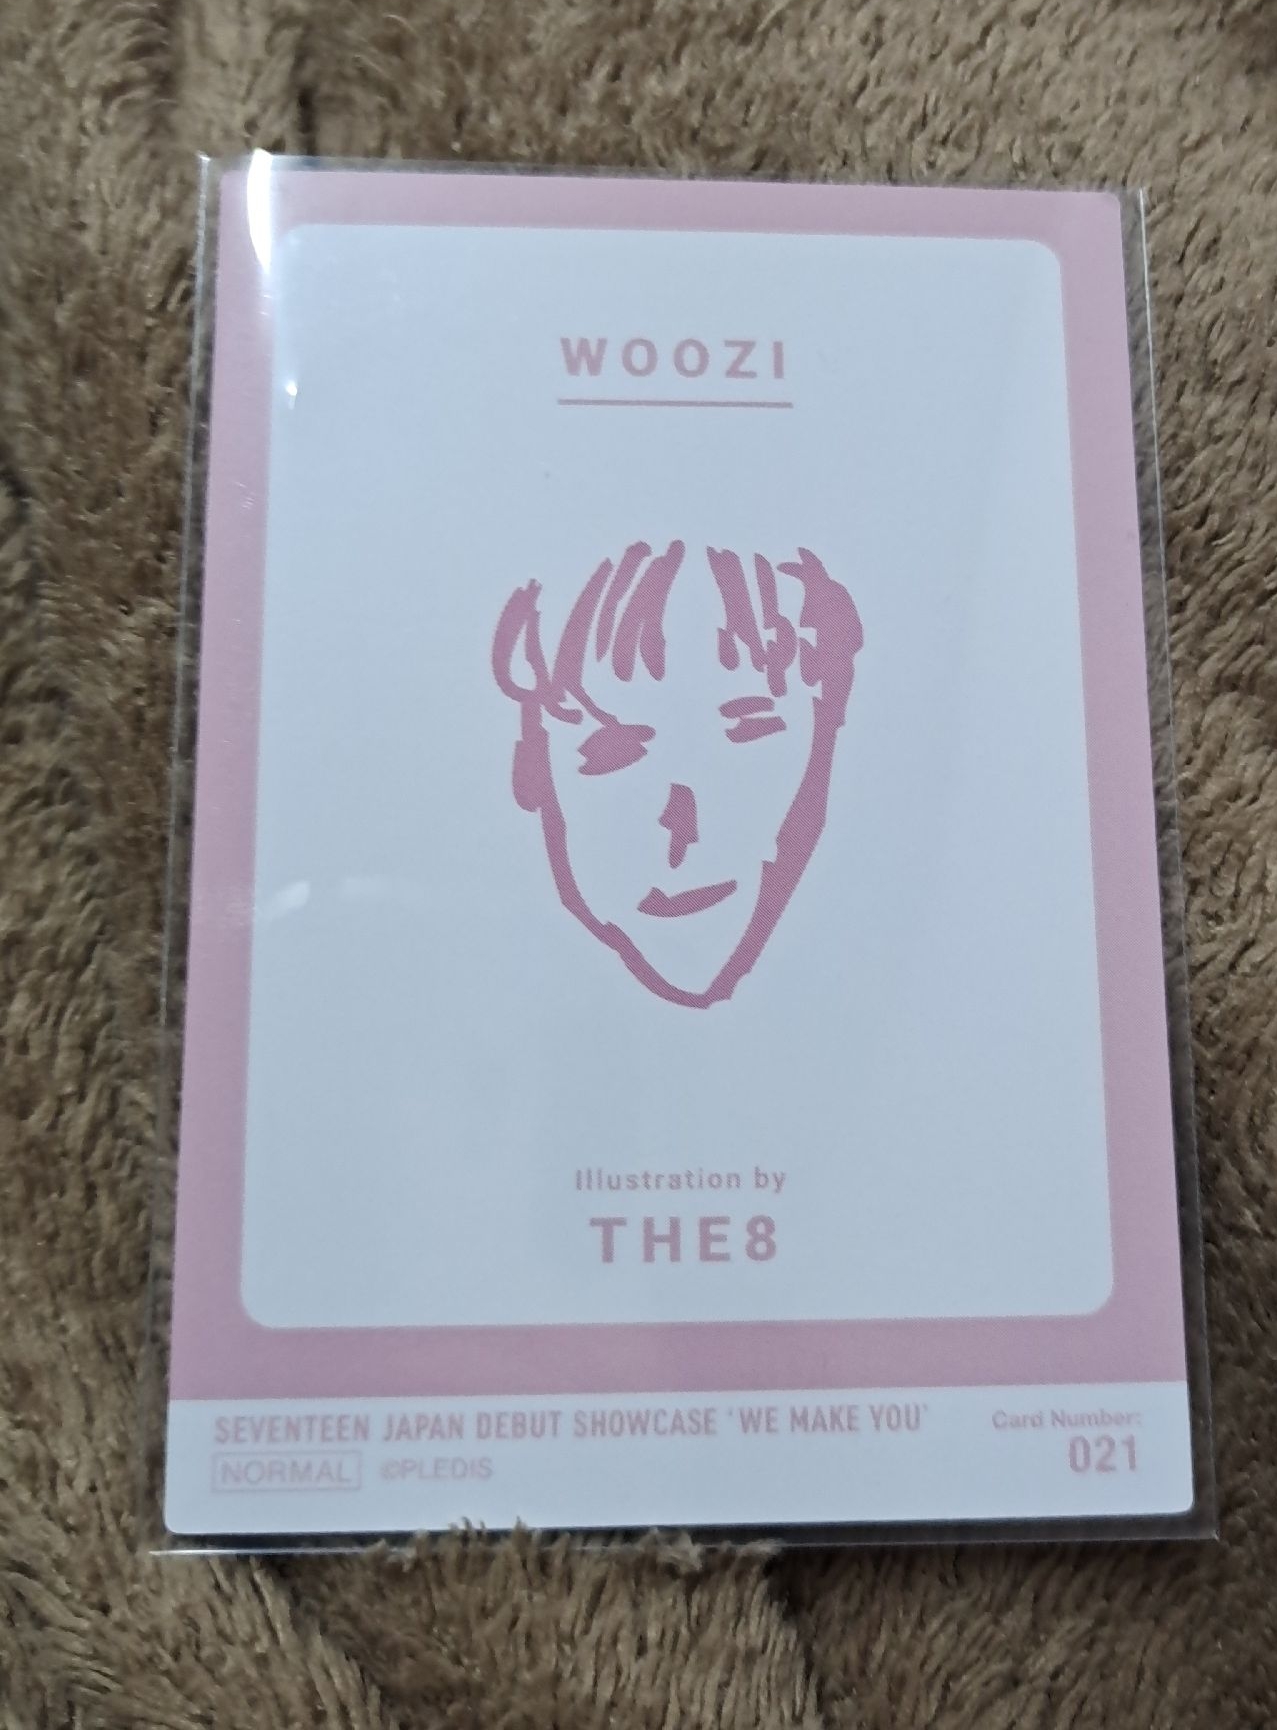 WOOZI
Illustration by
THE8
SEVENTEEN JAPAN DEBUT SHOWCASE 'WE MAKE YOU'
Card Number:
NORMAL ©PLEDIS
021